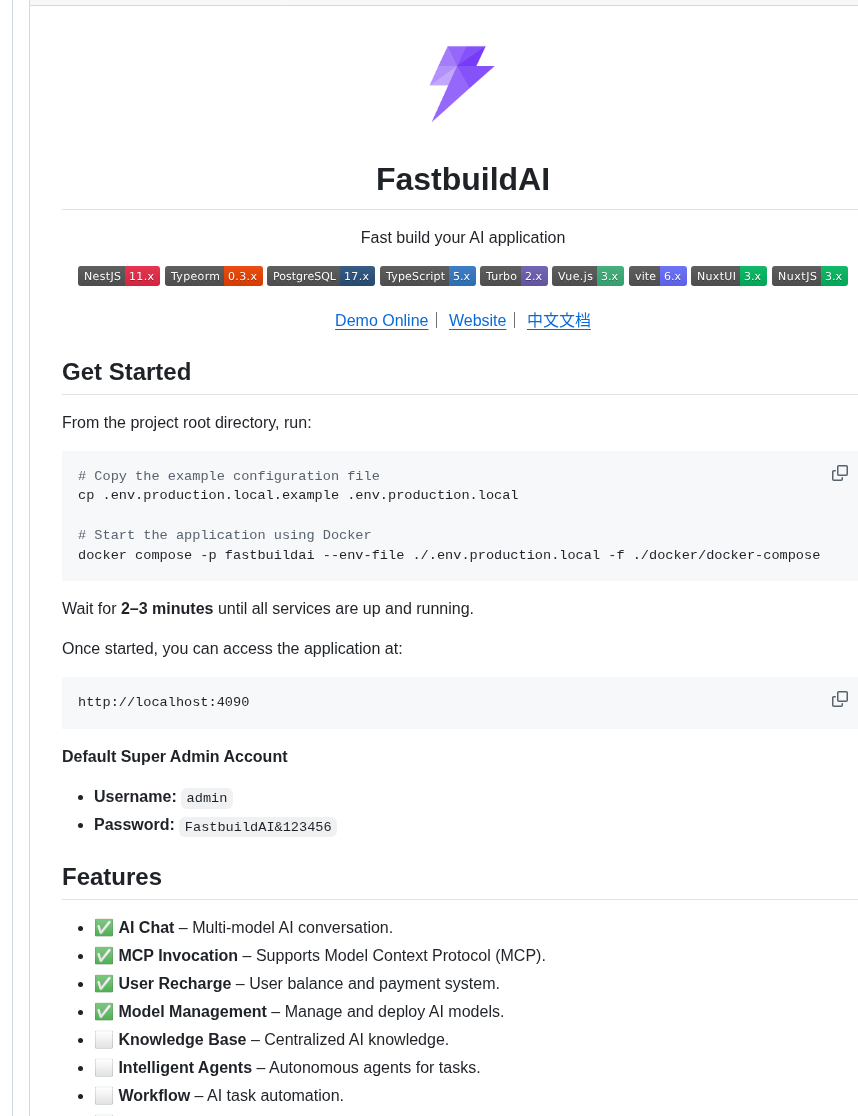 FastbuildAI
Fast build your AI application
NestJS 11.x Typeorm 0.3.x PostgreSQL 17.x TypeScript 5.x Turbo 2.x Vue.js 3.x vite 6.x NuxtUI 3.x NuxtJS 3.x
Demo Online | Website | 中文文档
Get Started
From the project root directory, run:
# Copy the example configuration file
cp .env.production.local.example .env.production.local
# Start the application using Docker
docker compose -p fastbuildai --env-file ./.env.production.local -f ./docker/docker-compose
Wait for 2–3 minutes until all services are up and running.
Once started, you can access the application at:
http://localhost:4090
Default Super Admin Account
• Username: admin
• Password: FastbuildAI&123456
Features
• ✅ AI Chat – Multi-model AI conversation.
• ✅ MCP Invocation – Supports Model Context Protocol (MCP).
• ✅ User Recharge – User balance and payment system.
• ✅ Model Management – Manage and deploy AI models.
• ⬜ Knowledge Base – Centralized AI knowledge.
• ⬜ Intelligent Agents – Autonomous agents for tasks.
• ⬜ Workflow – AI task automation.